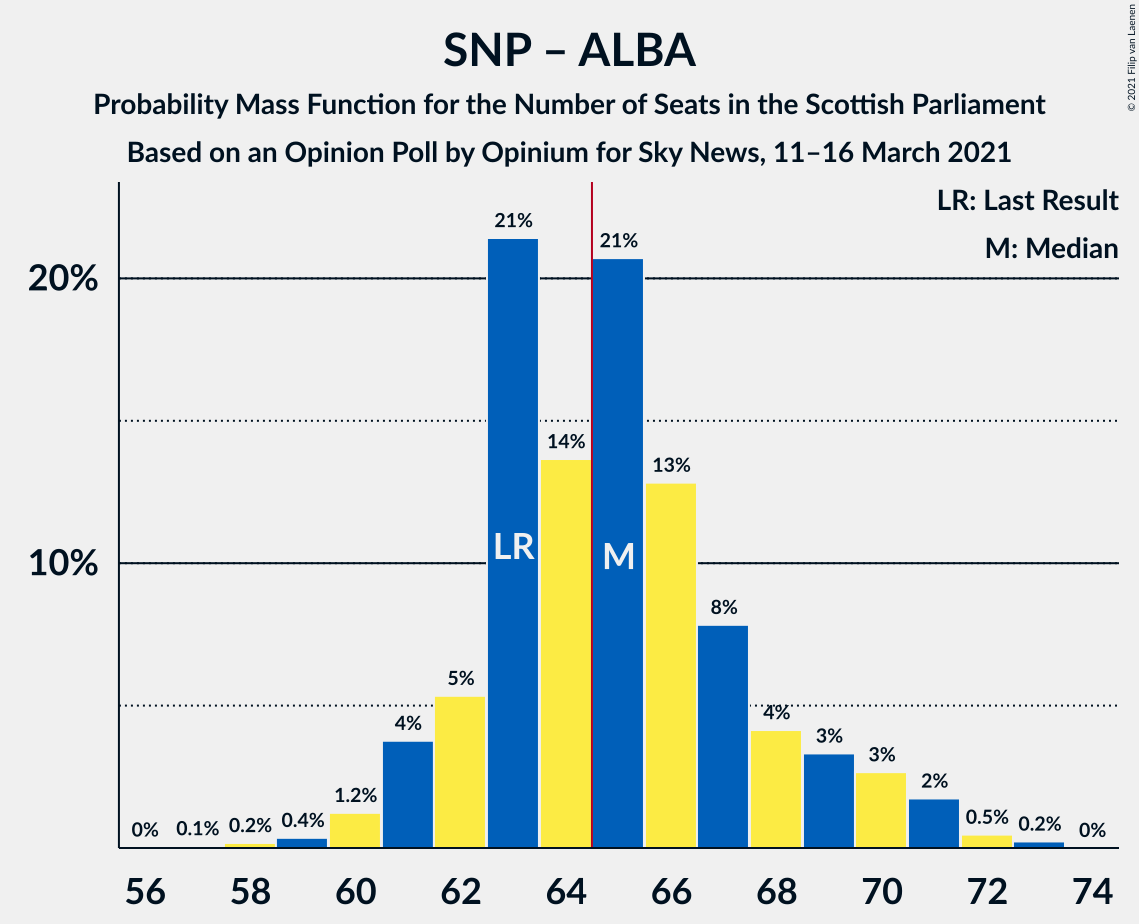 SNP – ALBA
Probability Mass Function for the Number of Seats in the Scottish Parliament
Based on an Opinion Poll by Opinium for Sky News, 11–16 March 2021
© 2021 Filip van Laenen
LR: Last Result
M: Median
20%
10%
0%
0.1%
0.2%
0.4%
1.2%
4%
5%
21%
14%
21%
13%
8%
4%
3%
3%
2%
0.5%
0.2%
0%
LR
M
56 58 60 62 64 66 68 70 72 74